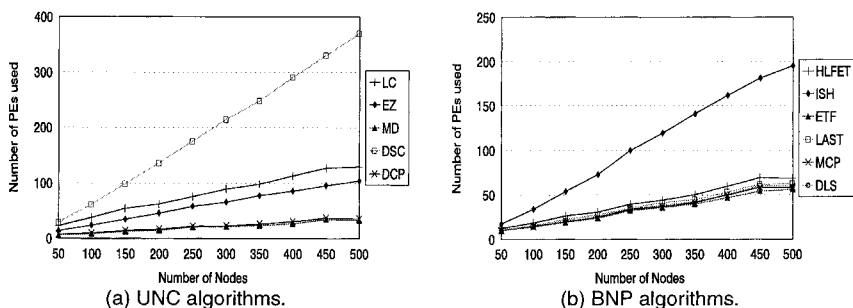 400
300
200
100
0
Number of PEs used
50 100 150 200 250 300 350 400 450 500
Number of Nodes
LC
EZ
MD
DSC
DCP
(a) UNC algorithms.
250
200
150
100
50
0
Number of PEs used
50 100 150 200 250 300 350 400 450 500
Number of Nodes
HLFET
ISH
ETF
LAST
MCP
DLS
(b) BNP algorithms.